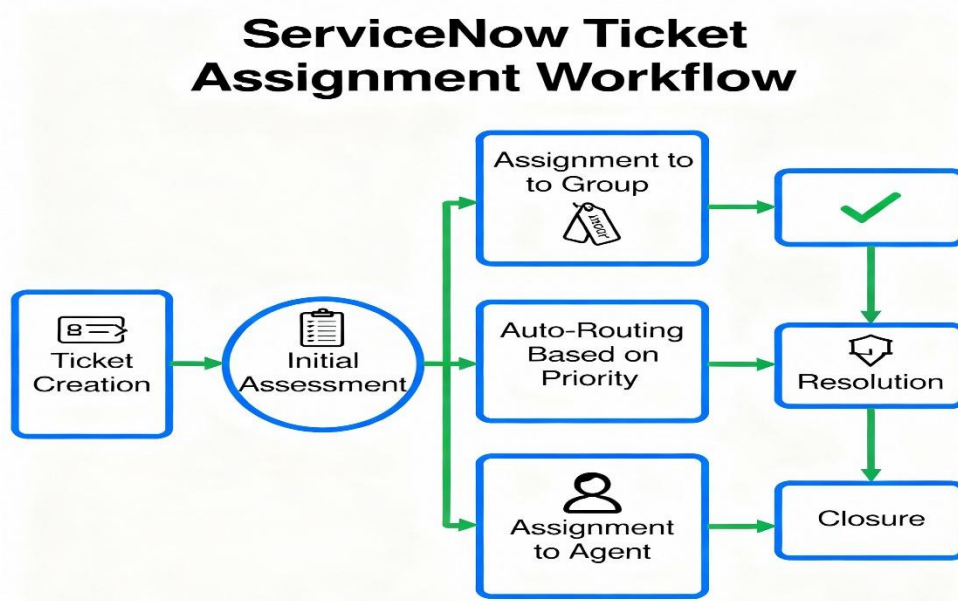 ServiceNow Ticket
Assignment Workflow
Ticket
Creation
Initial
Assessment
Assignment to
to Group
Auto-Routing
Based on
Priority
Assignment
to Agent
Resolution
Closure